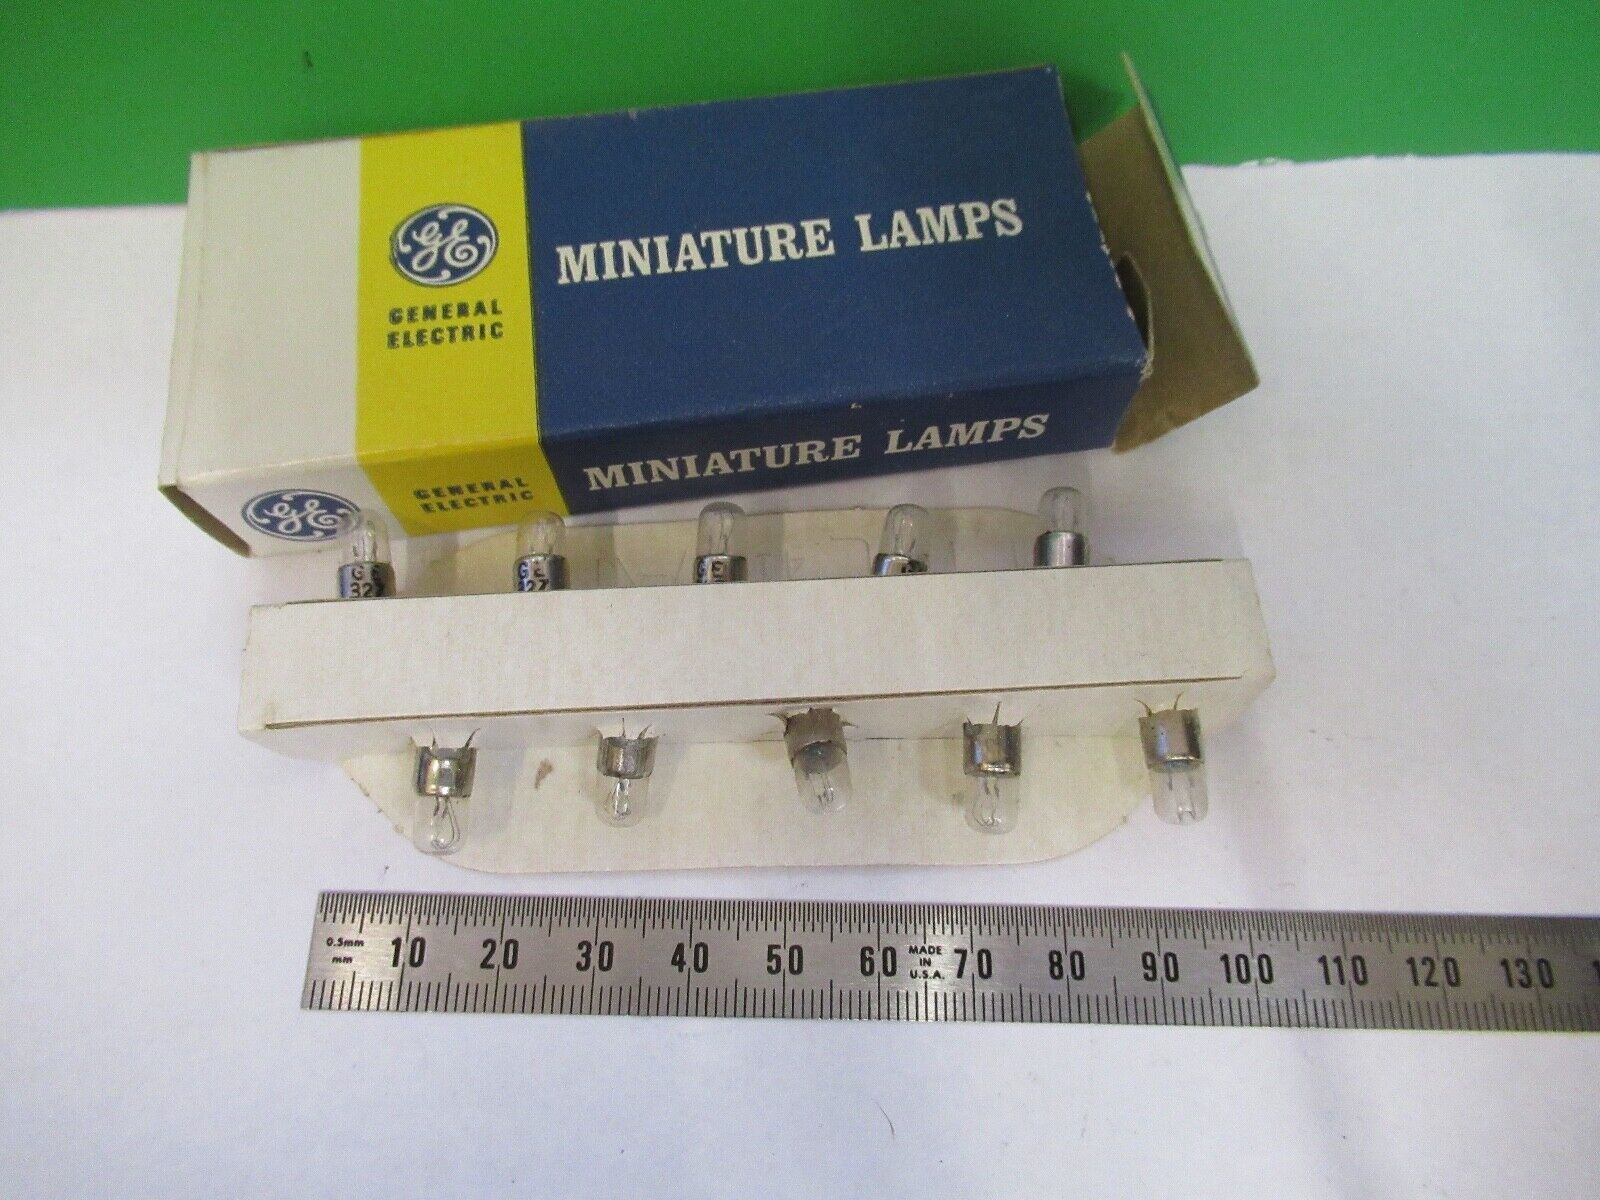 GE
GENERAL
ELECTRIC
MINIATURE LAMPS
GE
GENERAL
ELECTRIC
MINIATURE LAMPS
G E
327
G E
327
0.5mm
mm
10 20 30 40 50 60 MADE IN U.S.A. 70 80 90 100 110 120 130